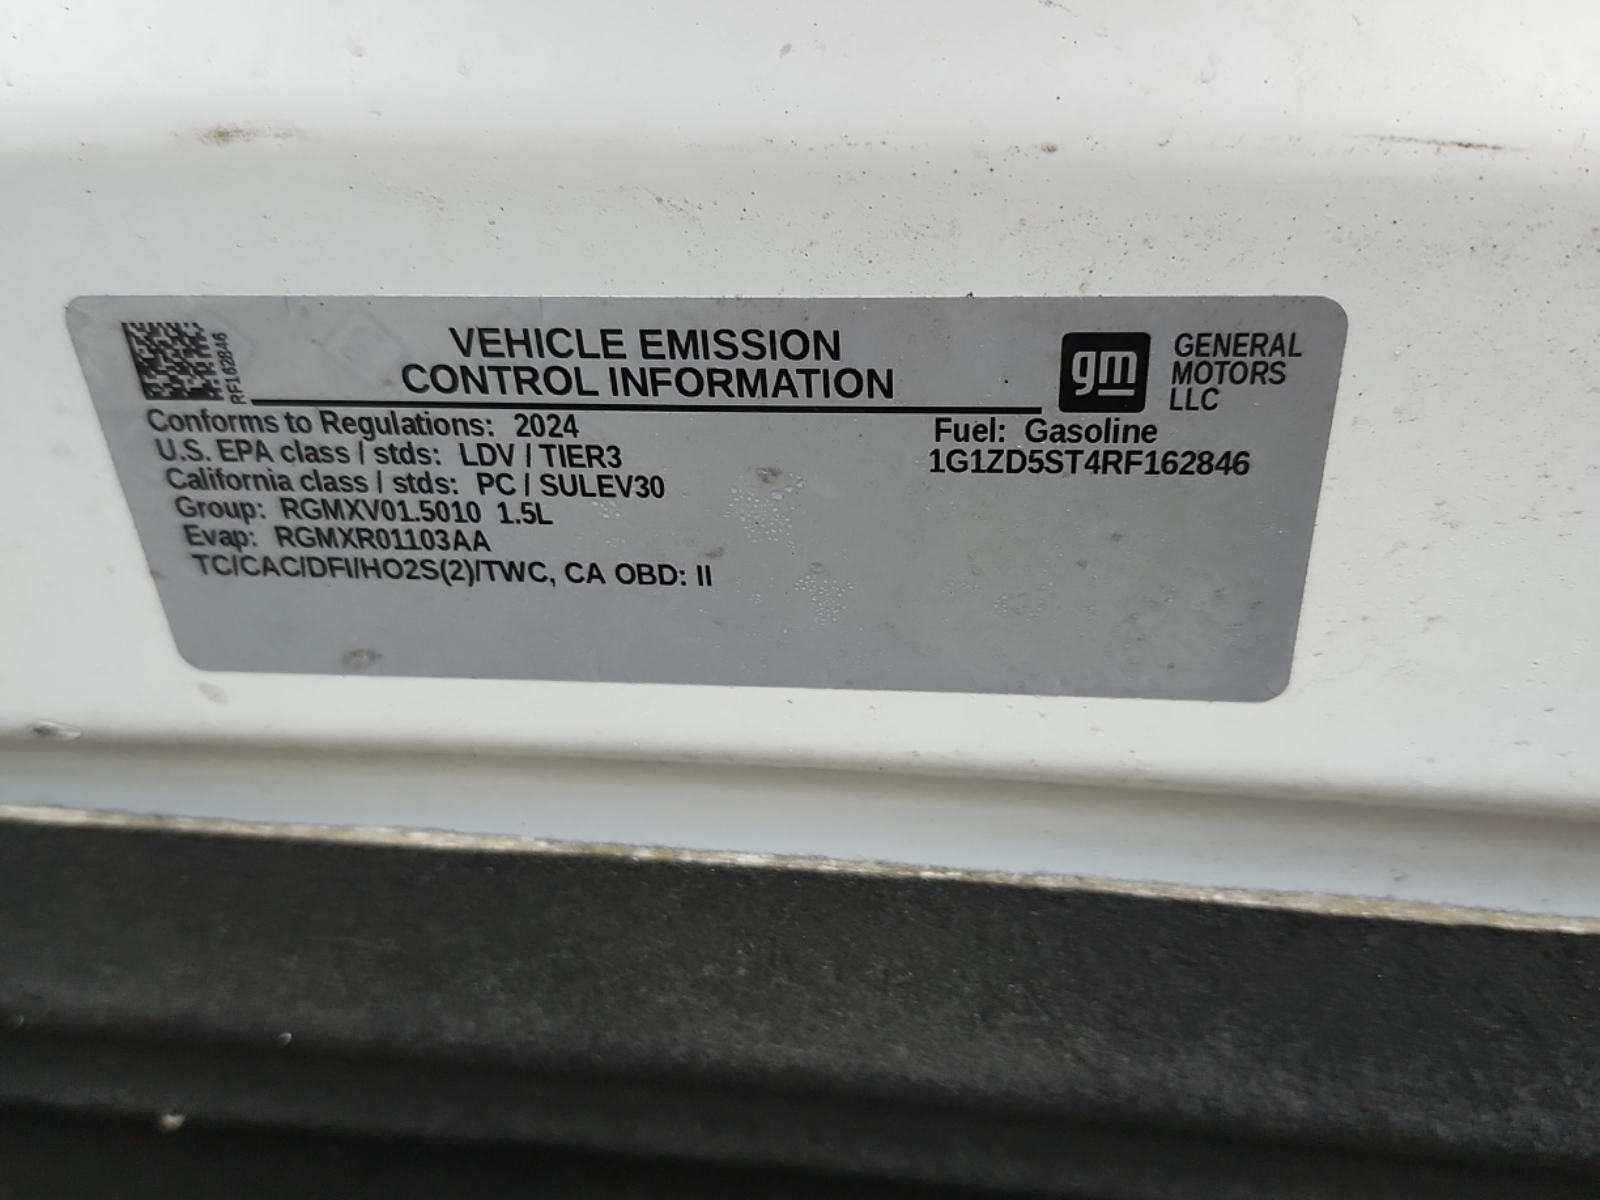 VEHICLE EMISSION
CONTROL INFORMATION
gm
GENERAL
MOTORS
LLC
RF162846
Conforms to Regulations: 2024
U.S. EPA class / stds: LDV / TIER3
California class / stds: PC / SULEV30
Group: RGMXV01.5010 1.5L
Evap: RGMXR01103AA
TC/CAC/DFI/HO2S(2)/TWC, CA OBD: II
Fuel: Gasoline
1G1ZD5ST4RF162846